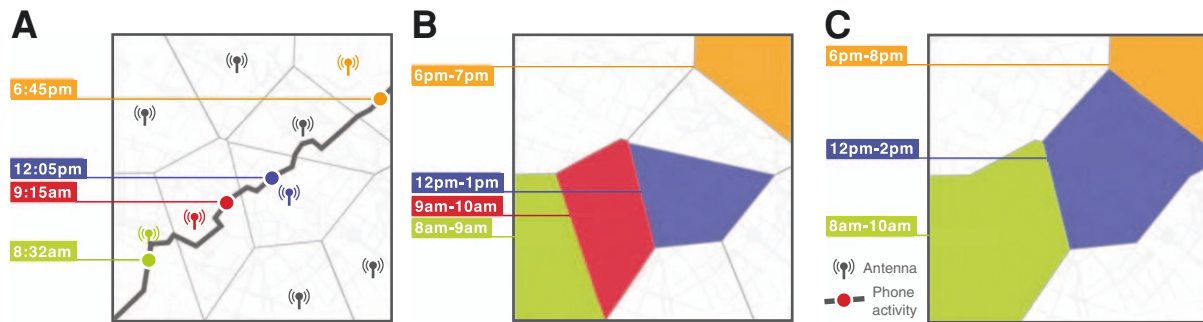 A
6:45pm
12:05pm
9:15am
8:32am
B
6pm-7pm
12pm-1pm
9am-10am
8am-9am
C
6pm-8pm
12pm-2pm
8am-10am
Antenna
Phone
activity